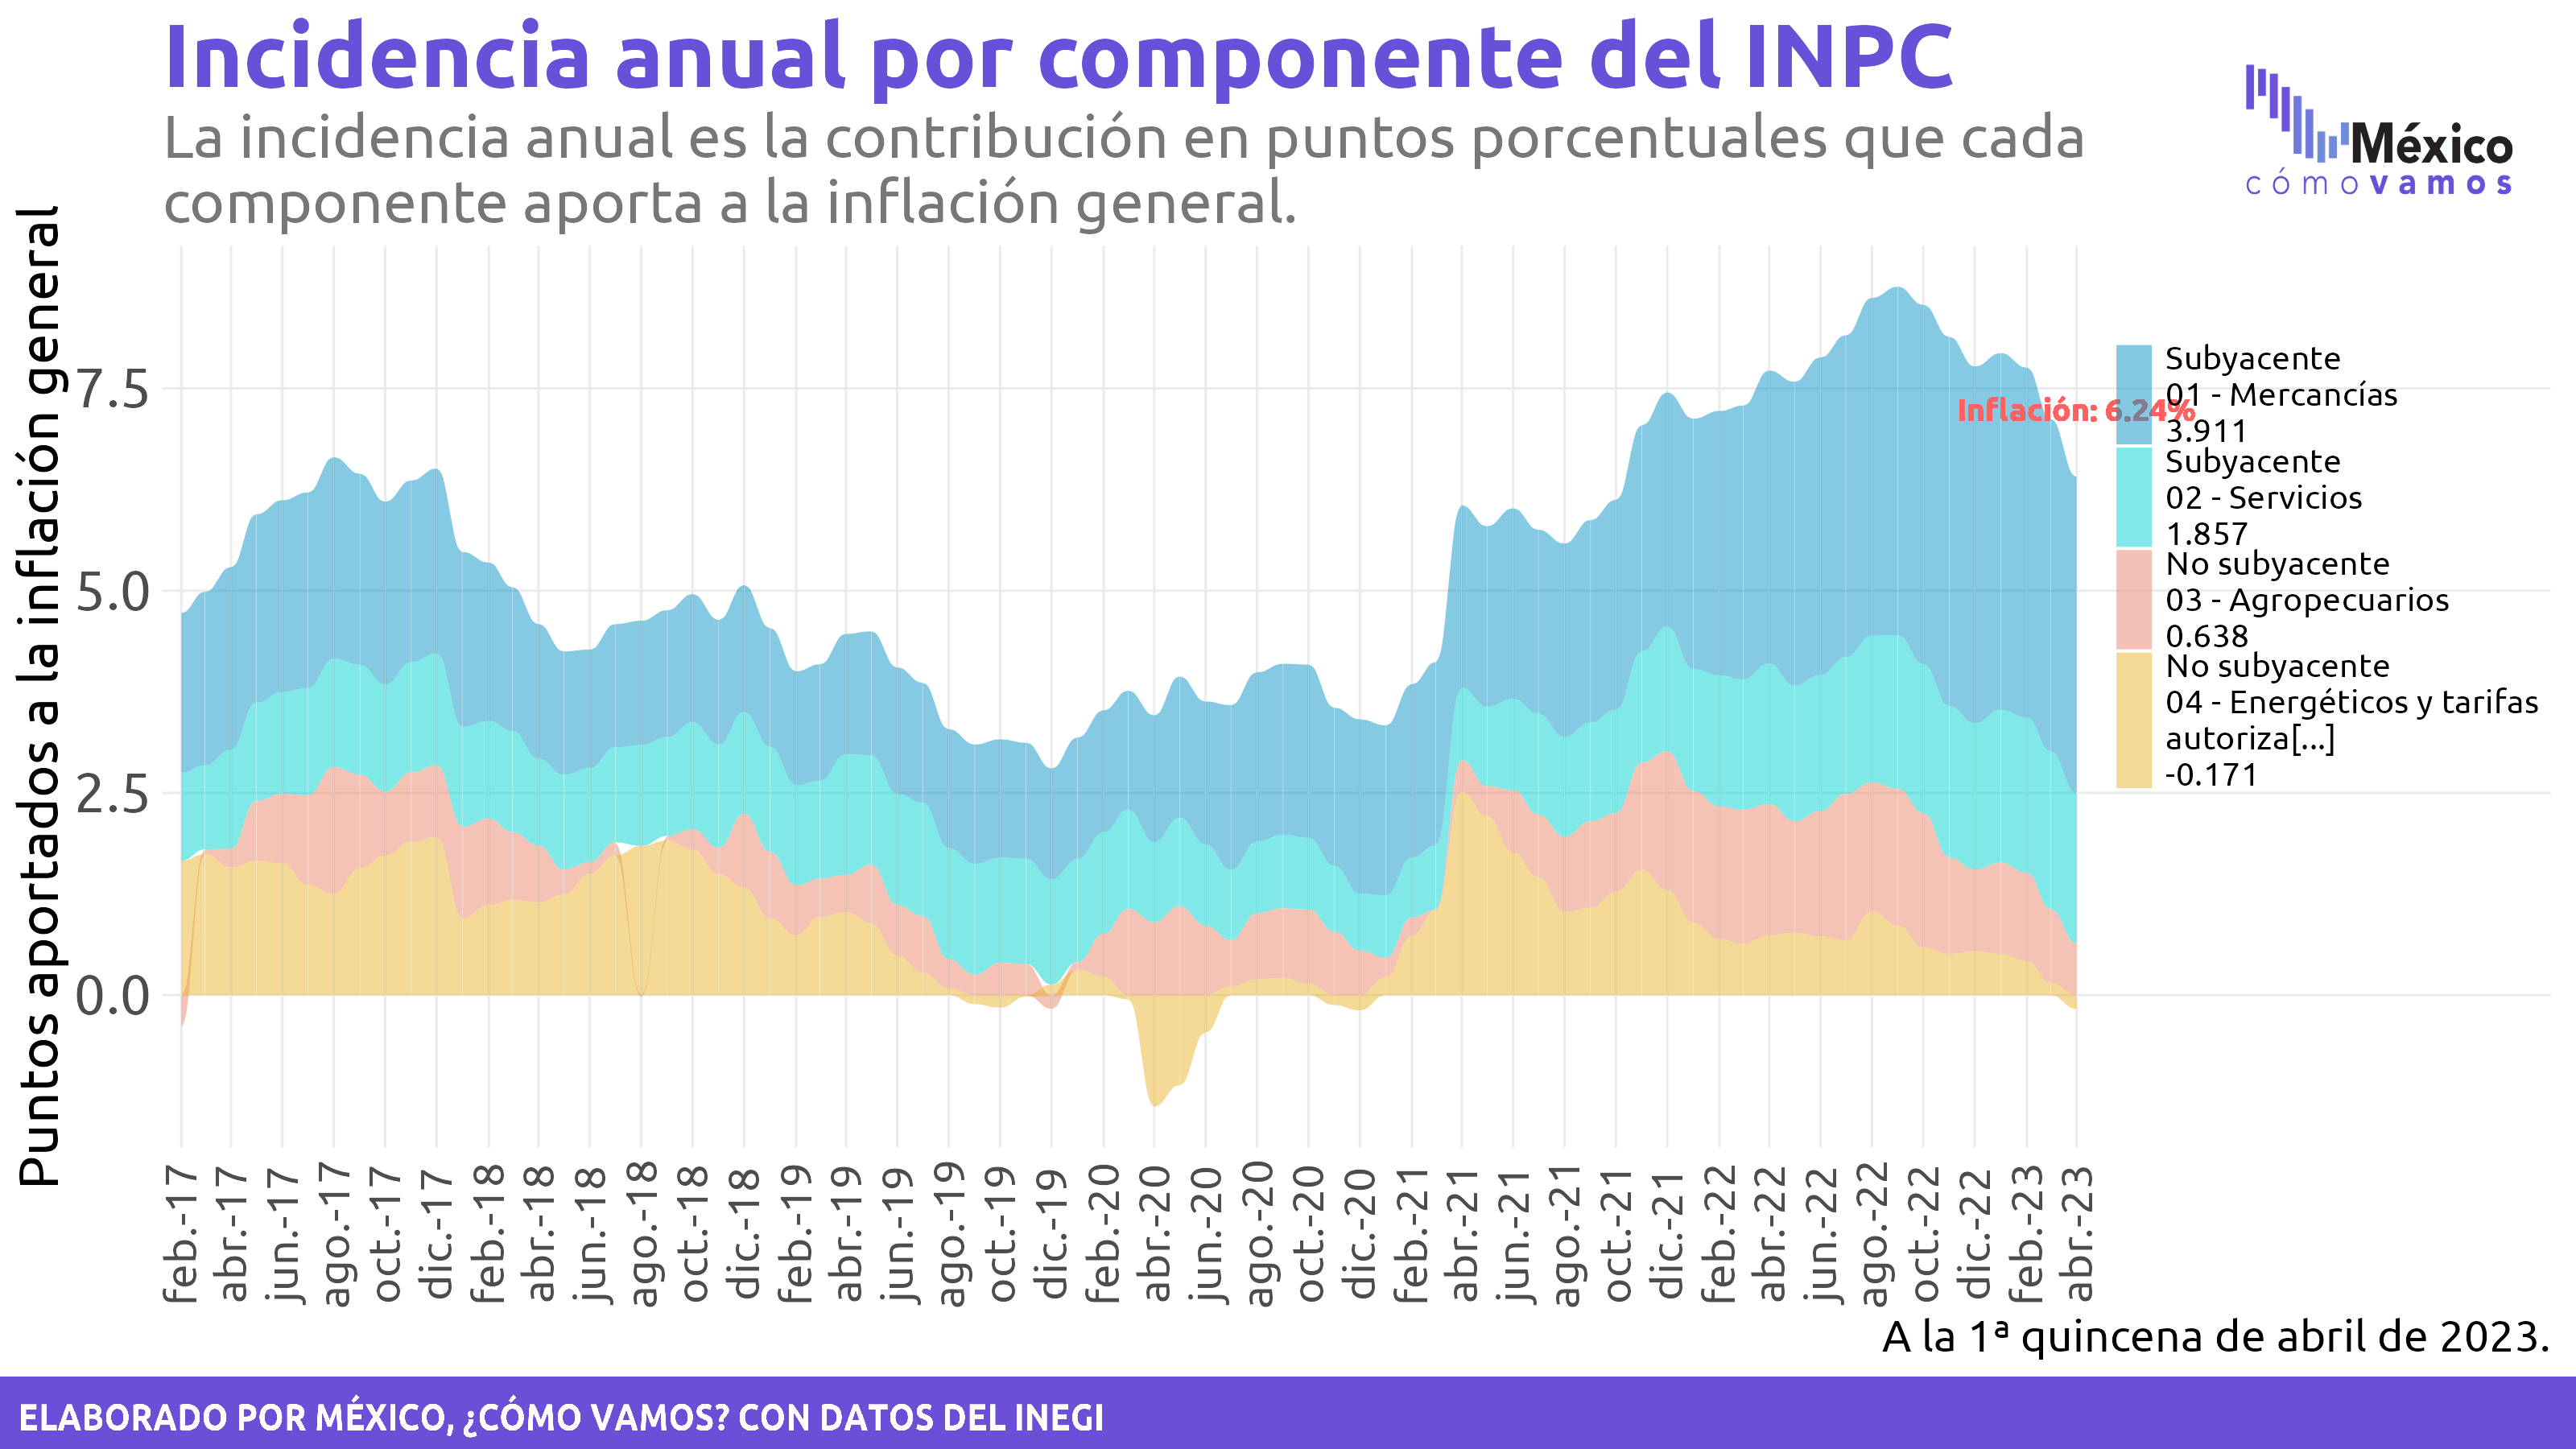 Incidencia anual por componente del INPC
La incidencia anual es la contribución en puntos porcentuales que cada
componente aporta a la inflación general.
México
cómo vamos
Puntos aportados a la inflación general
7.5
5.0
2.5
0.0
Inflación: 6.24%
Subyacente
01 - Mercancías
3.911
Subyacente
02 - Servicios
1.857
No subyacente
03 - Agropecuarios
0.638
No subyacente
04 - Energéticos y tarifas
autoriza[...]
-0.171
feb.-17
abr.-17
jun.-17
ago.-17
oct.-17
dic.-17
feb.-18
abr.-18
jun.-18
ago.-18
oct.-18
dic.-18
feb.-19
abr.-19
jun.-19
ago.-19
oct.-19
dic.-19
feb.-20
abr.-20
jun.-20
ago.-20
oct.-20
dic.-20
feb.-21
abr.-21
jun.-21
ago.-21
oct.-21
dic.-21
feb.-22
abr.-22
jun.-22
ago.-22
oct.-22
dic.-22
feb.-23
abr.-23
A la 1ª quincena de abril de 2023.
ELABORADO POR MÉXICO, ¿CÓMO VAMOS? CON DATOS DEL INEGI